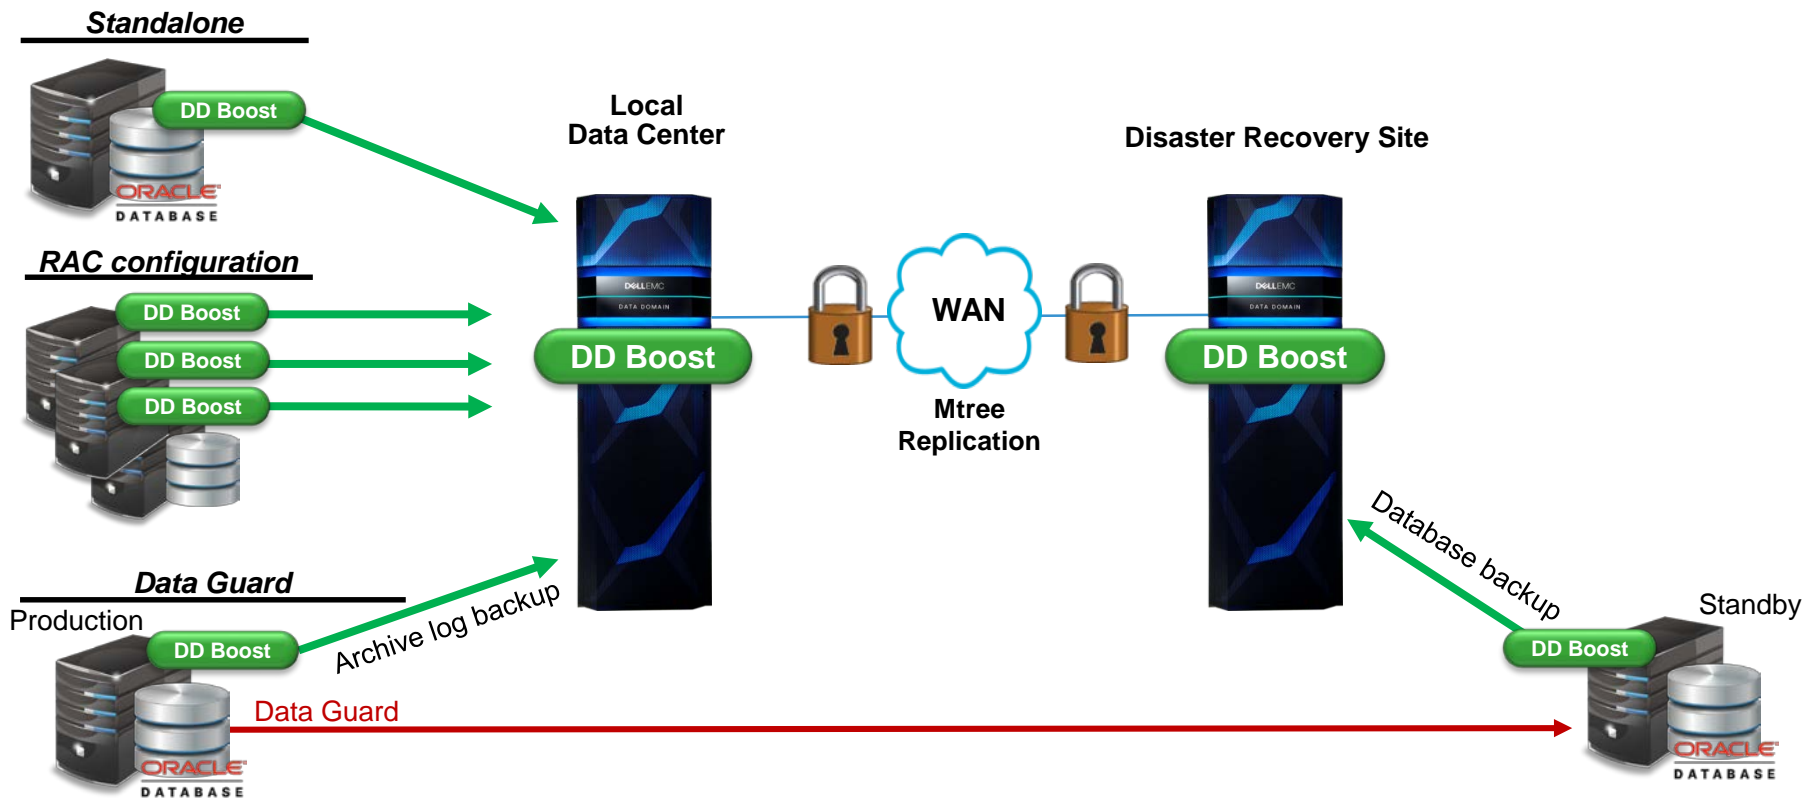 Standalone
DD Boost
ORACLE
DATABASE
RAC configuration
DD Boost
DD Boost
DD Boost
Data Guard
Production
DD Boost
Archive log backup
ORACLE
DATABASE
Data Guard
Local
Data Center
DELLEMC
DATA DOMAIN
DD Boost
WAN
Mtree
Replication
Disaster Recovery Site
DELLEMC
DATA DOMAIN
DD Boost
Database backup
Standby
DD Boost
ORACLE
DATABASE